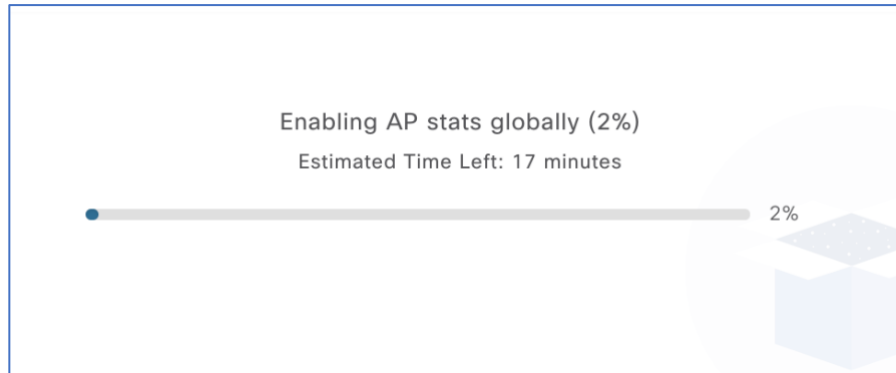 Enabling AP stats globally (2%)
Estimated Time Left: 17 minutes
2%